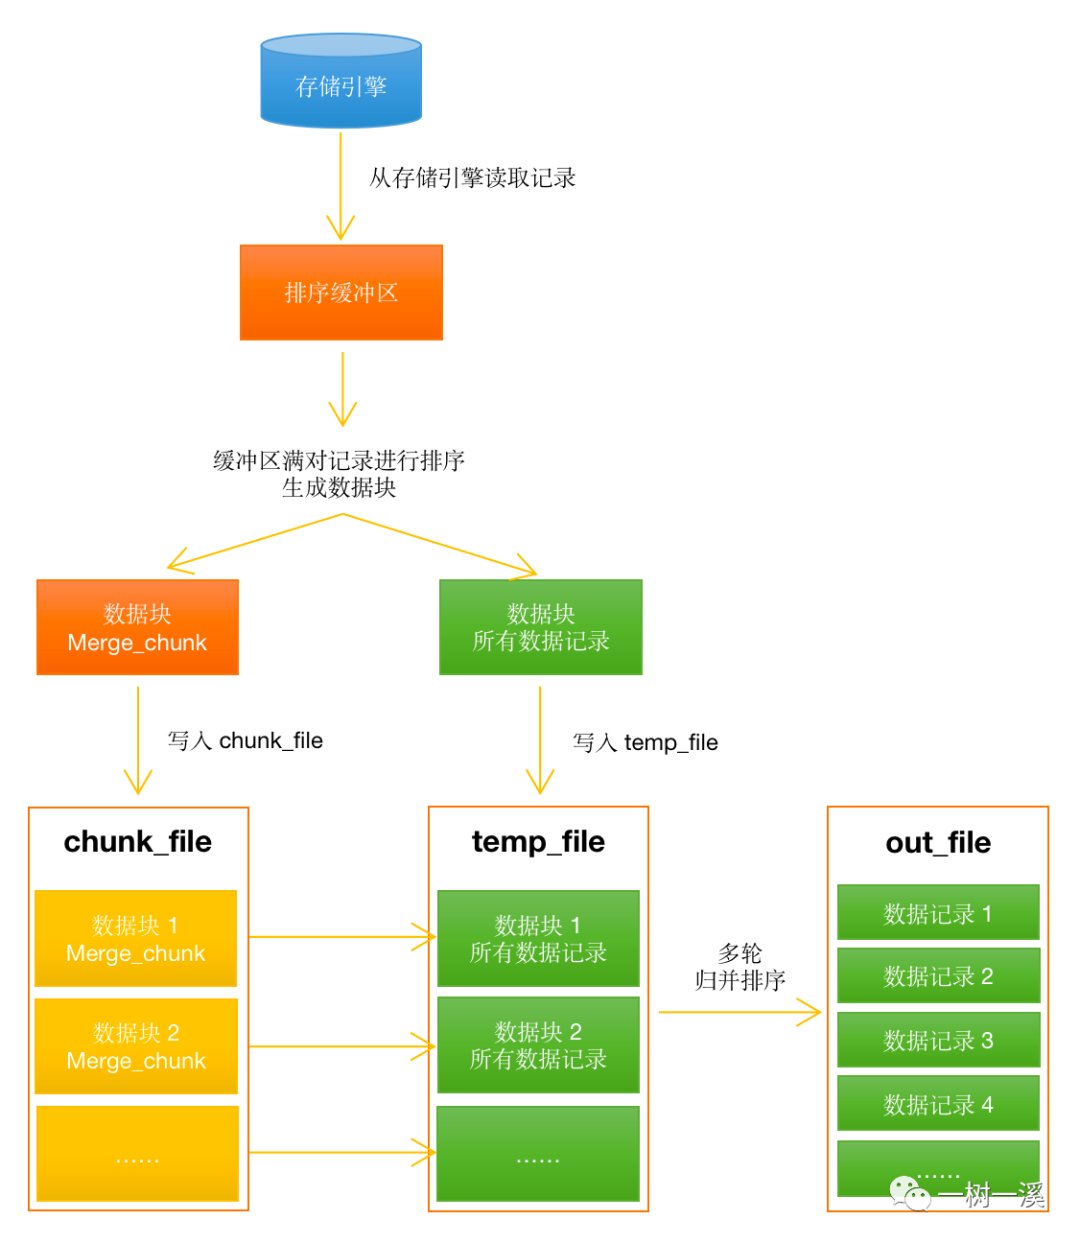 存储引擎
从存储引擎读取记录
排序缓冲区
缓冲区满对记录进行排序
生成数据块
数据块
Merge_chunk
数据块
所有数据记录
写入 chunk_file
写入 temp_file
chunk_file
数据块 1
Merge_chunk
数据块 2
Merge_chunk
......
temp_file
数据块 1
所有数据记录
数据块 2
所有数据记录
......
多轮
归并排序
out_file
数据记录 1
数据记录 2
数据记录 3
数据记录 4
......
一树一溪